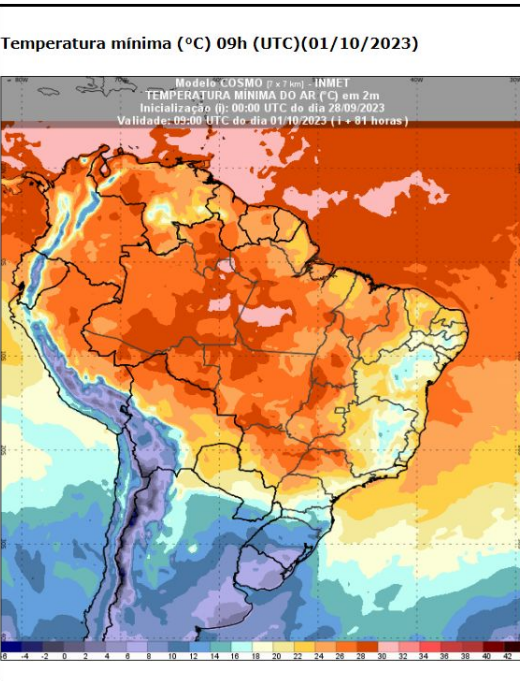 Temperatura mínima (ºC) 09h (UTC)(01/10/2023)
Modelo COSMO [7 x 7 km] - INMET
TEMPERATURA MINIMA DO AR (°C) em 2m
Inicialização (i): 00:00 UTC do dia 28/09/2023
Validade: 09:00 UTC do dia 01/10/2023 ( i + 81 horas )
-6 -4 -2 0 2 4 6 8 10 12 14 16 18 20 22 24 26 28 30 32 34 36 38 40 42